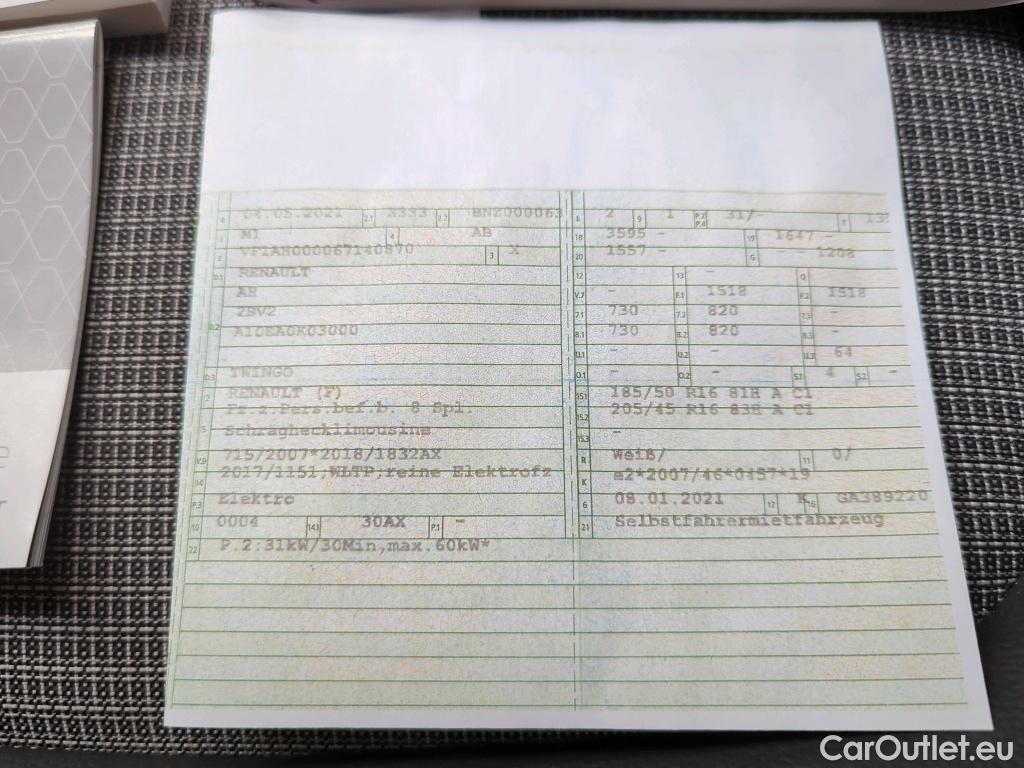 B 04.05.2021 2.1 3333 2.2 BNZ000063
J M1 4 AB
E VF1AH000067140870 3 X
D.1 RENAULT
AB
D.2 2BV2
A10EA0K03000
-
D.3 TWINGO
2 RENAULT (F)
5 Fz.z.Pers.bef.b. 8 Spl.
Schräghecklimousine
V.9 715/2007*2018/1832AX
14 2017/1151;WLTP;reine Elektrofz
P.3 Elektro
10 0004 14.1 30AX P.1 -
22 P.2:31kW/30Min,max.60kW*
L 2 9 1 P.2 P.4 31/- T 13
18 3595 - 19 1647 -
20 1557 - G - - 1208
12 - 13 - Q -
V.7 - F.1 1518 F.2 1518
7.1 730 7.2 820 7.3 -
8.1 730 8.2 820 8.3 -
U.1 - U.2 - U.3 64
O.1 - O.2 - S.1 4 S.2 -
15.1 185/50 R16 81H A C1
15.2 205/45 R16 83H A C1
15.3 -
R Weiß/ 11 0/
K e2*2007/46*0457*19
6 08.01.2021 17 K 16 GA389220
21 Selbstfahrermietfahrzeug
CarOutlet.eu